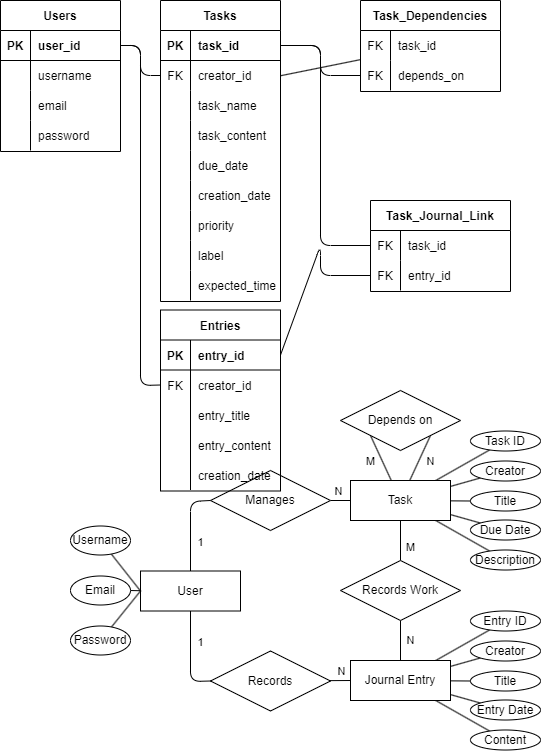 Users
PK user_id
username
email
password
Tasks
PK task_id
FK creator_id
task_name
task_content
due_date
creation_date
priority
label
expected_time
Task_Dependencies
FK task_id
FK depends_on
Task_Journal_Link
FK task_id
FK entry_id
Entries
PK entry_id
FK creator_id
entry_title
entry_content
creation_date
Depends on
M N
Manages
N
Task
Task ID
Creator
Title
Due Date
Description
1
M
Username
Email
Password
User
Records Work
1
N
Records
N
Journal Entry
Entry ID
Creator
Title
Entry Date
Content